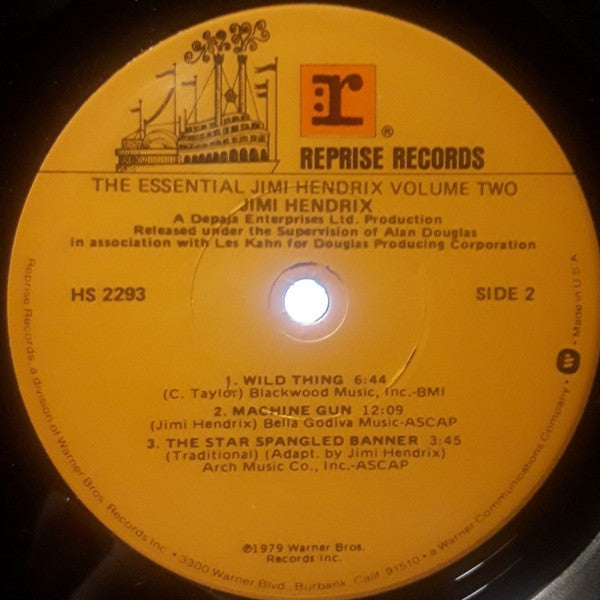 r
®
REPRISE RECORDS
THE ESSENTIAL JIMI HENDRIX VOLUME TWO
JIMI HENDRIX
A Depaja Enterprises Ltd. Production
Released under the Supervision of Alan Douglas
in association with Les Kahn for Douglas Producing Corporation
HS 2293
SIDE 2
1. WILD THING 6:44
(C. Taylor) Blackwood Music, Inc.-BMI
2. MACHINE GUN 12:09
(Jimi Hendrix) Bella Godiva Music-ASCAP
3. THE STAR SPANGLED BANNER 3:45
(Traditional) (Adapt. by Jimi Hendrix)
Arch Music Co., Inc.-ASCAP
℗1979 Warner Bros.
Records Inc.
Reprise Records, a division of Warner Bros. Records Inc. • 3300 Warner Blvd., Burbank, Calif. 91510 • a Warner Communications Company • W • Made in U.S.A.